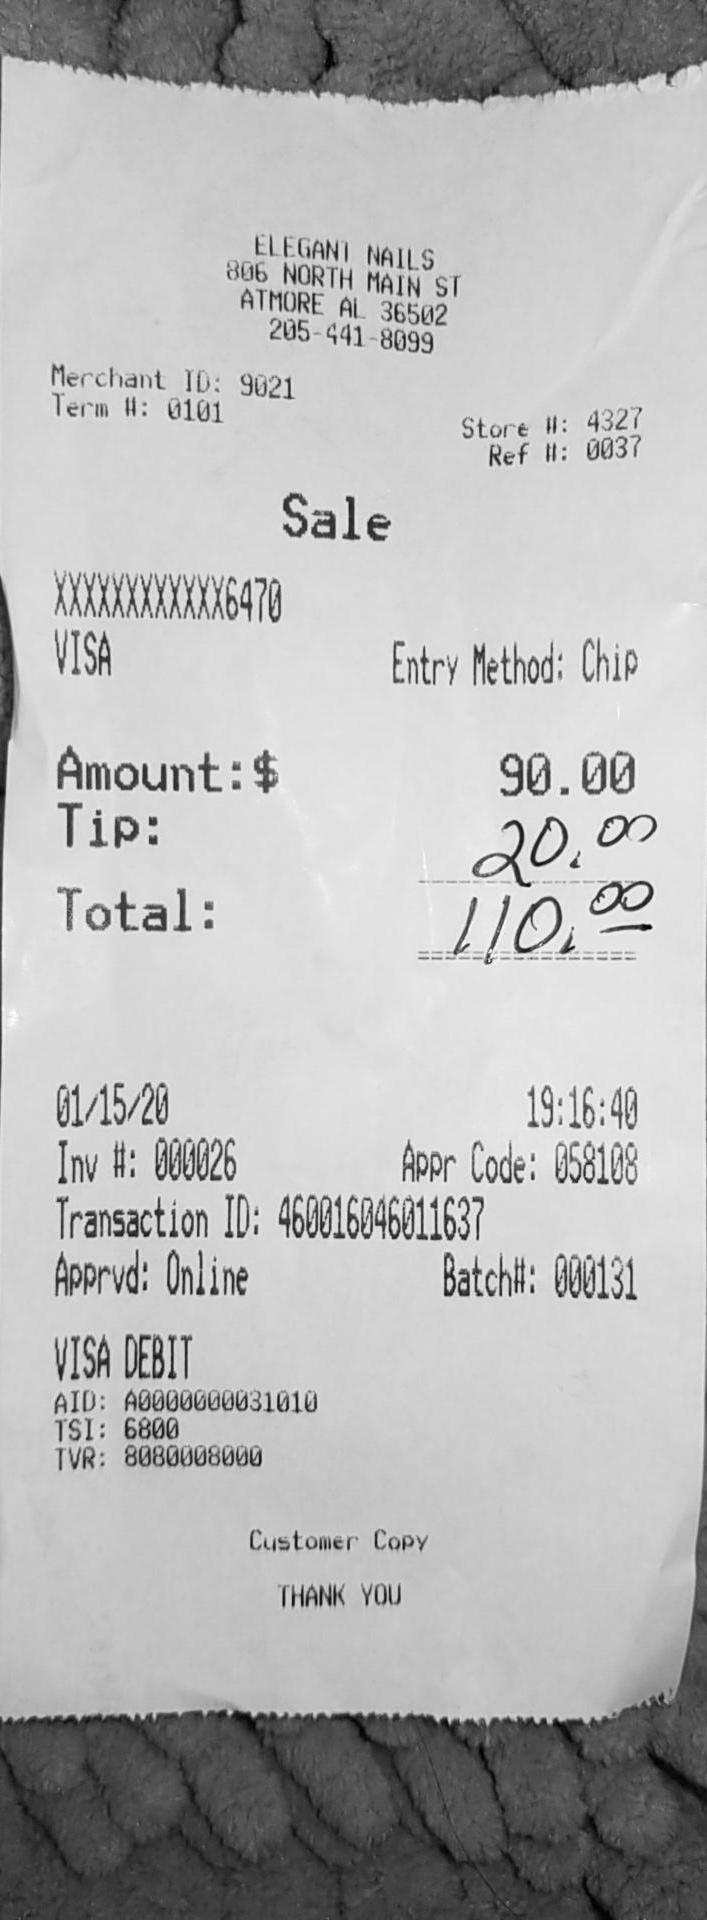 ELEGANT NAILS
806 NORTH MAIN ST
ATMORE AL 36502
205-441-8099
Merchant ID: 9021
Term #: 0101
Store #: 4327
Ref #: 0037
Sale
XXXXXXXXXXXX6470
VISA Entry Method: Chip
Amount:$ 90.00
Tip: 20.00
Total: 110.00
01/15/20 19:16:40
Inv #: 000026 Appr Code: 058108
Transaction ID: 460016046011637
Apprvd: Online Batch#: 000131
VISA DEBIT
AID: A0000000031010
TSI: 6800
TVR: 8080008000
Customer Copy
THANK YOU